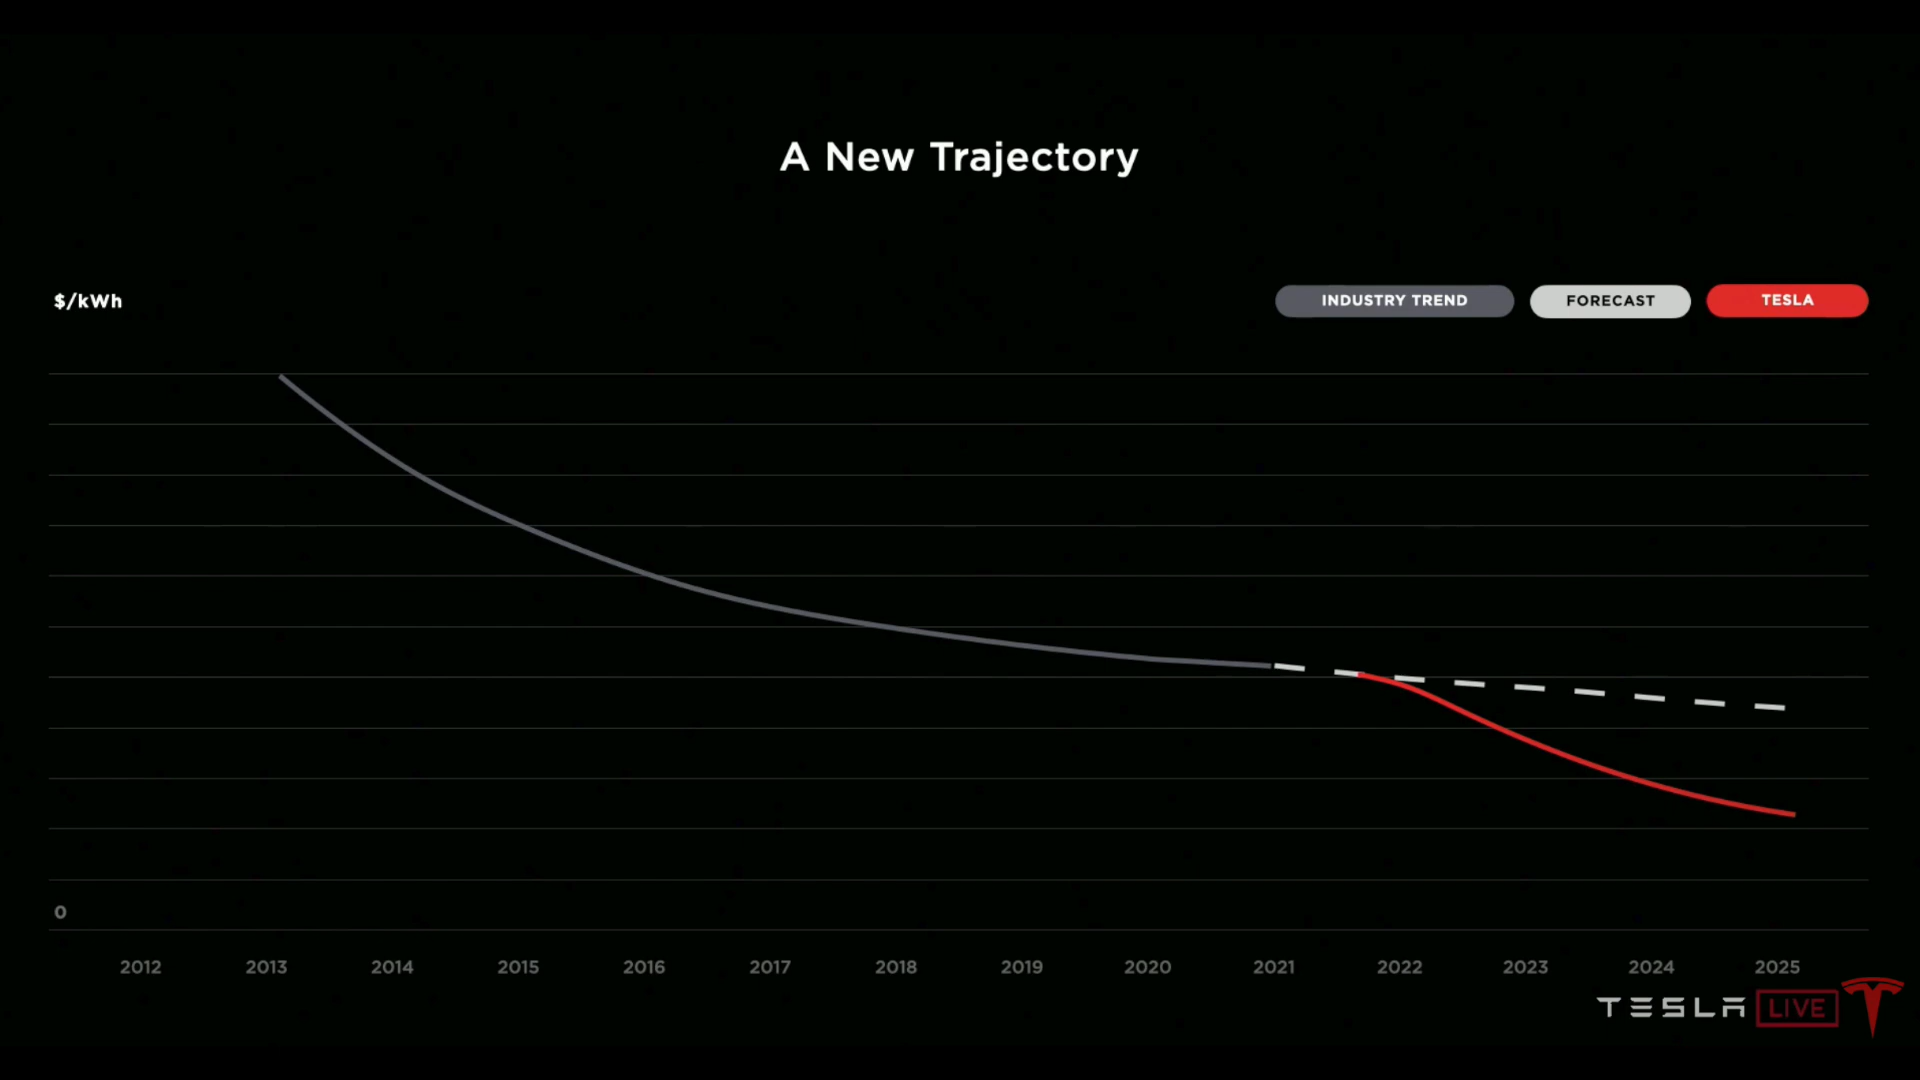 A New Trajectory
$/kWh
INDUSTRY TREND
FORECAST
TESLA
0
2012 2013 2014 2015 2016 2017 2018 2019 2020 2021 2022 2023 2024 2025
TESLA LIVE